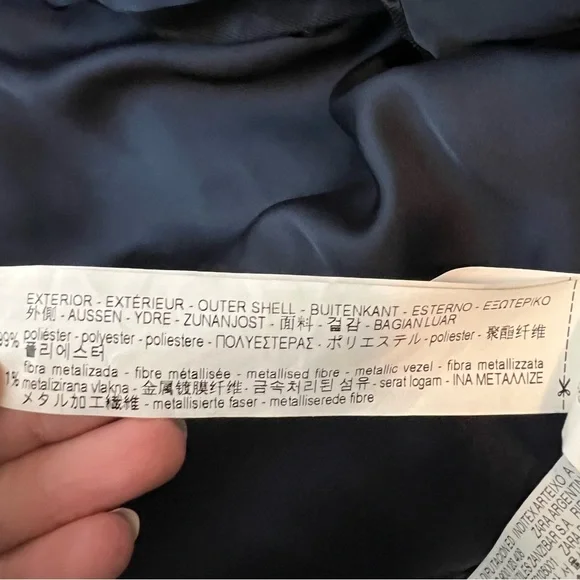 EXTERIOR - EXTÉRIEUR - OUTER SHELL - BUITENKANT - ESTERNO - ΕΞΩΤΕΡΙΚΟ
外側 - AUSSEN - YDRE - ZUNANJOST - 面料 - 겉감 - BAGIAN LUAR
99% poliéster - polyester - poliestere - ΠΟΛΥΕΣΤΕΡΑΣ - ポリエステル - poliester - 聚酯纤维
폴리에스터
fibra metalizada - fibre métallisée - metallised fibre - metallic vezel - fibra metallizzata
1% metalizirana vlakna - 金属镀膜纤维 - 금속처리된 섬유 - serat logam - ΙΝΑ ΜΕΤΑΛΛΙΖΕ
メタル加工繊維 - metallisierte faser - metalliserede fibre
ZARA ARGENTIN